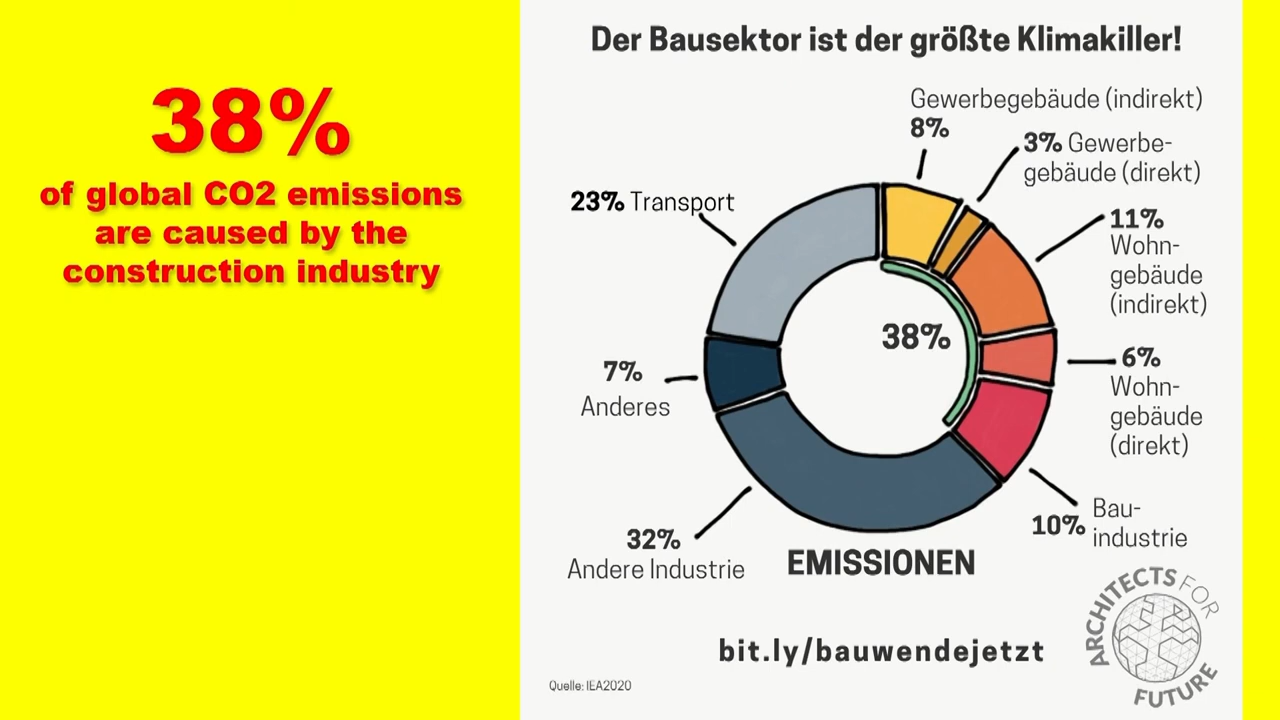 38%
of global CO2 emissions
are caused by the
construction industry
Der Bausektor ist der größte Klimakiller!
Gewerbegebäude (indirekt)
8%
3% Gewerbe-
gebäude (direkt)
23% Transport
11%
Wohn-
gebäude
(indirekt)
38%
6%
Wohn-
gebäude
(direkt)
7%
Anderes
10% Bau-
industrie
32%
Andere Industrie
EMISSIONEN
bit.ly/bauwendejetzt
Quelle: IEA2020
ARCHITECTS FOR
FUTURE